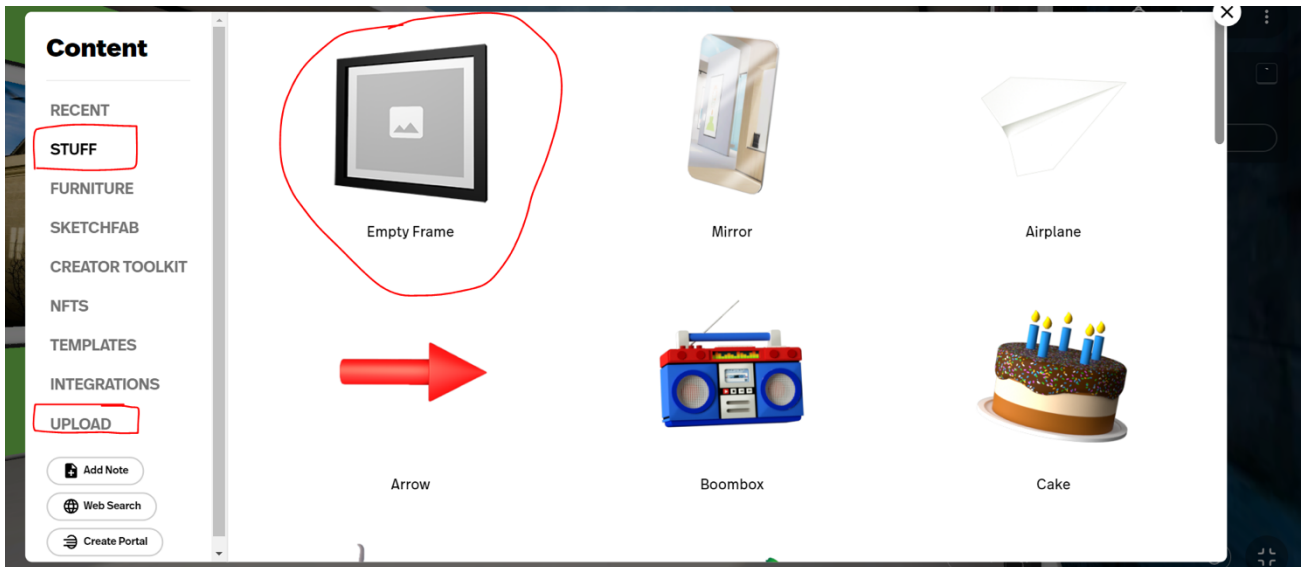 Content
RECENT
STUFF
FURNITURE
SKETCHFAB
CREATOR TOOLKIT
NFTS
TEMPLATES
INTEGRATIONS
UPLOAD
Add Note
Web Search
Create Portal
Empty Frame
Mirror
Airplane
Arrow
Boombox
Cake